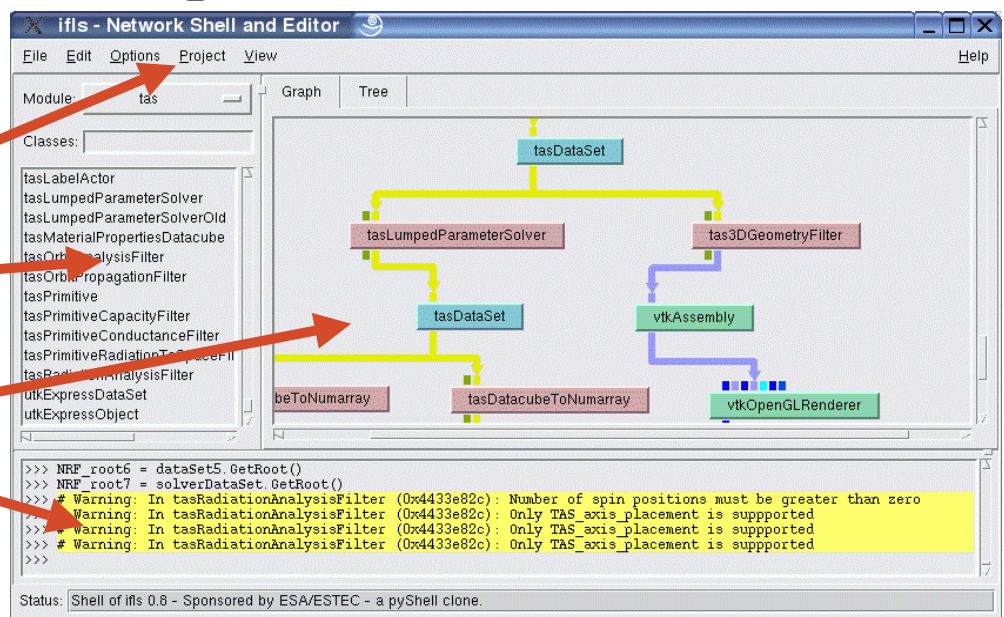 ifls - Network Shell and Editor
File Edit Options Project View Help
Module: tas
Classes:
Graph Tree
tasLabelActor
tasLumpedParameterSolver
tasLumpedParameterSolverOld
tasMaterialPropertiesDatacube
tasOrbitAnalysisFilter
tasOrbitPropagationFilter
tasPrimitive
tasPrimitiveCapacityFilter
tasPrimitiveConductanceFilter
tasPrimitiveRadiationToSpaceFil
tasRadiationAnalysisFilter
utkExpressDataSet
utkExpressObject
tasDataSet
tasLumpedParameterSolver tas3DGeometryFilter
tasDataSet vtkAssembly
beToNumarray tasDatacubeToNumarray vtkOpenGLRenderer
>>> NRF_root6 = dataSet5.GetRoot()
>>> NRF_root7 = solverDataSet.GetRoot()
>>> # Warning: In tasRadiationAnalysisFilter (0x4433e82c): Number of spin positions must be greater than zero
>>> # Warning: In tasRadiationAnalysisFilter (0x4433e82c): Only TAS_axis_placement is suppported
>>> # Warning: In tasRadiationAnalysisFilter (0x4433e82c): Only TAS_axis_placement is suppported
>>> # Warning: In tasRadiationAnalysisFilter (0x4433e82c): Only TAS_axis_placement is suppported
>>>
Status: Shell of ifls 0.8 - Sponsored by ESA/ESTEC - a pyShell clone.